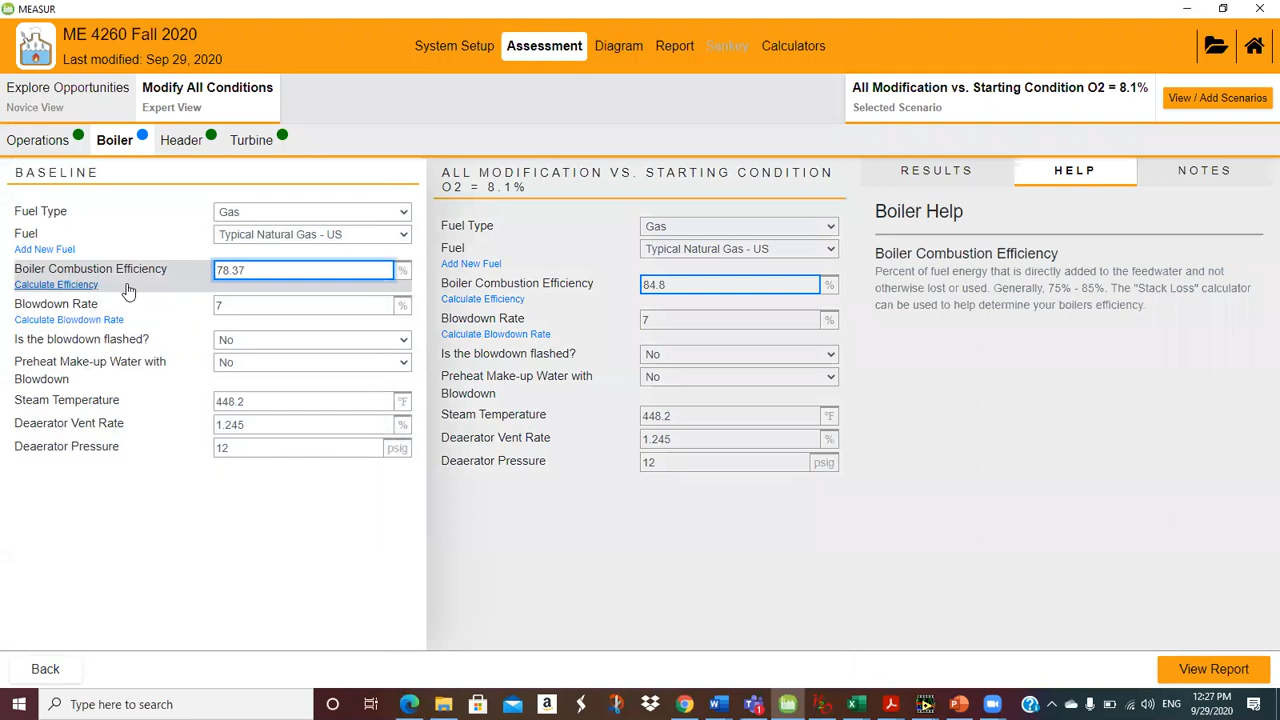 MEASUR
ME 4260 Fall 2020
Last modified: Sep 29, 2020
System Setup
Assessment
Diagram
Report
Sankey
Calculators
Explore Opportunities
Novice View
Modify All Conditions
Expert View
All Modification vs. Starting Condition O2 = 8.1%
Selected Scenario
View / Add Scenarios
Operations
Boiler
Header
Turbine
BASELINE
Fuel Type
Gas
Fuel
Typical Natural Gas - US
Add New Fuel
Boiler Combustion Efficiency
78.37
%
Calculate Efficiency
Blowdown Rate
7
%
Calculate Blowdown Rate
Is the blowdown flashed?
No
Preheat Make-up Water with
Blowdown
No
Steam Temperature
448.2
°F
Deaerator Vent Rate
1.245
%
Deaerator Pressure
12
psig
ALL MODIFICATION VS. STARTING CONDITION
O2 = 8.1%
Fuel Type
Gas
Fuel
Typical Natural Gas - US
Add New Fuel
Boiler Combustion Efficiency
84.8
%
Calculate Efficiency
Blowdown Rate
7
%
Calculate Blowdown Rate
Is the blowdown flashed?
No
Preheat Make-up Water with
Blowdown
No
Steam Temperature
448.2
°F
Deaerator Vent Rate
1.245
%
Deaerator Pressure
12
psig
RESULTS
HELP
NOTES
Boiler Help
Boiler Combustion Efficiency
Percent of fuel energy that is directly added to the feedwater and not
otherwise lost or used. Generally, 75% - 85%. The "Stack Loss" calculator
can be used to help determine your boilers efficiency.
Back
View Report
Type here to search
ENG
12:27 PM
9/29/2020